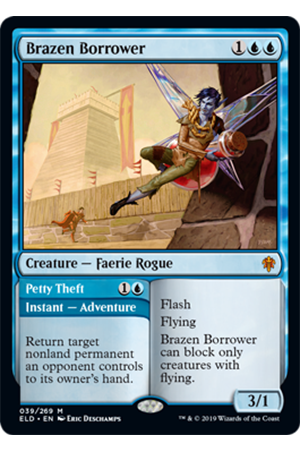 Brazen Borrower 1
Creature — Faerie Rogue
Petty Theft 1
Instant — Adventure
Return target
nonland permanent
an opponent controls
to its owner's hand.
Flash
Flying
Brazen Borrower
can block only
creatures with
flying.
3/1
039/269 M
ELD • EN Eric Deschamps
™ & © 2019 Wizards of the Coast